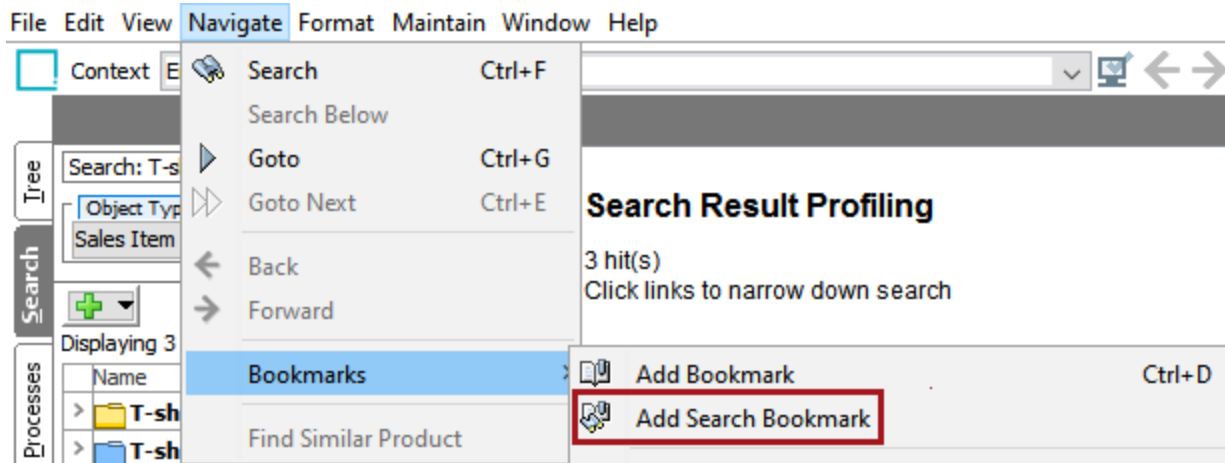 File Edit View Navigate Format Maintain Window Help
Context E
Search Ctrl+F
Search Below
Goto Ctrl+G
Goto Next Ctrl+E
Back
Forward
Bookmarks
Find Similar Product
Add Bookmark Ctrl+D
Add Search Bookmark
Tree
Search
Processes
Search: T-s
Object Typ
Sales Item
Displaying 3
Name
T-sh
T-sh
Search Result Profiling
3 hit(s)
Click links to narrow down search